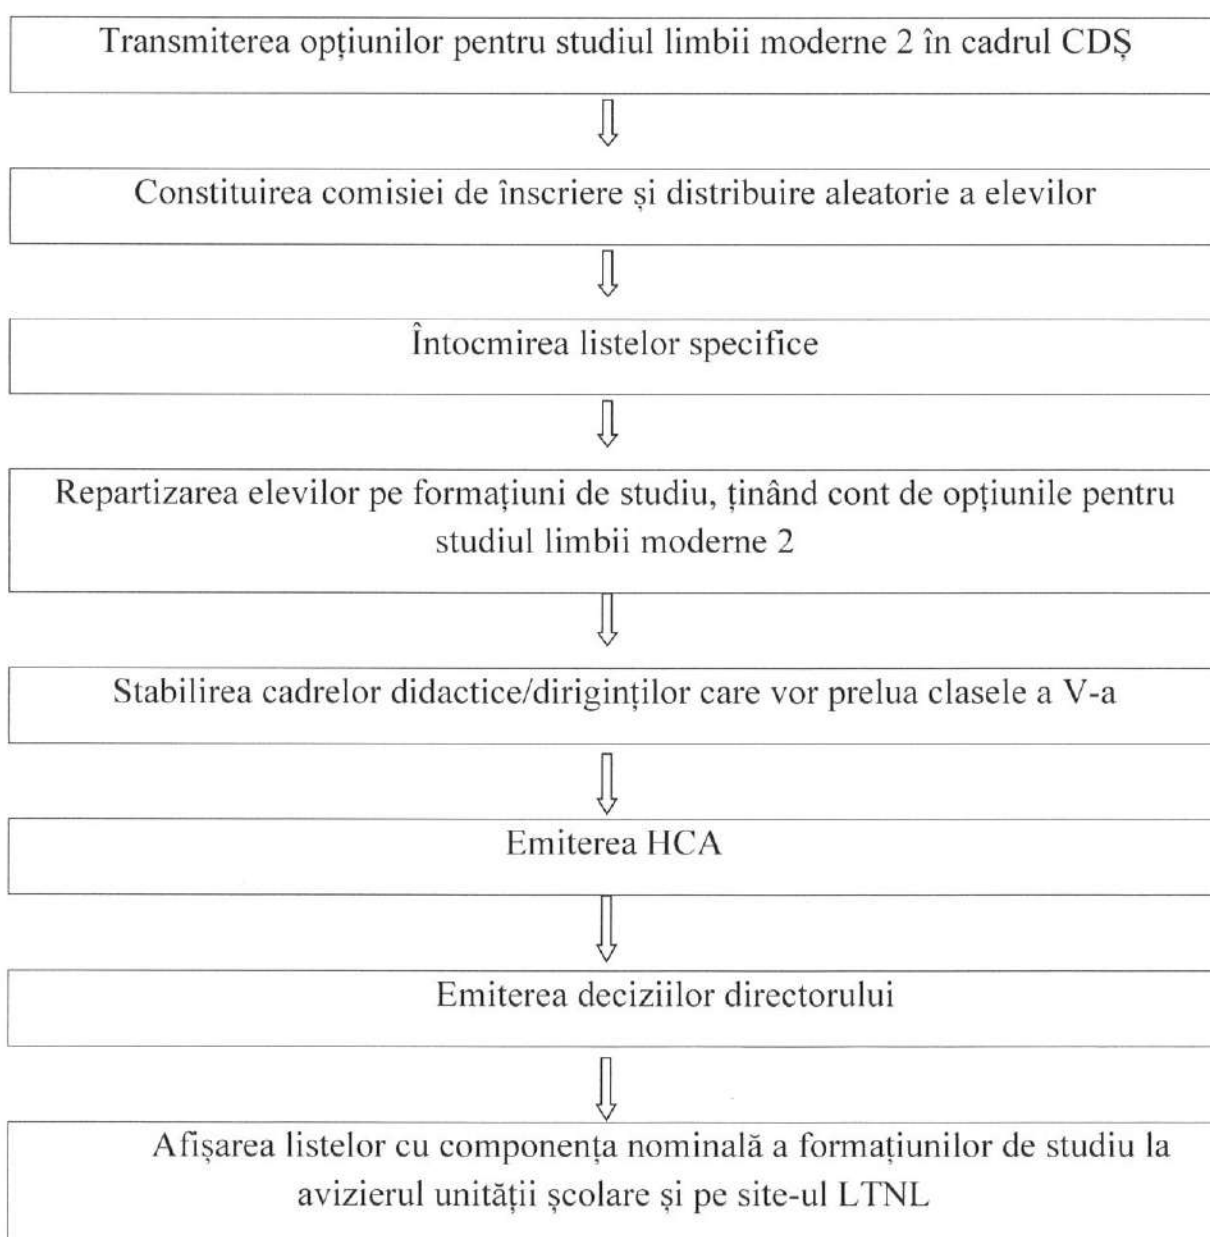 Transmiterea opțiunilor pentru studiul limbii moderne 2 în cadrul CDȘ
Constituirea comisiei de înscriere și distribuire aleatorie a elevilor
Întocmirea listelor specifice
Repartizarea elevilor pe formațiuni de studiu, ținând cont de opțiunile pentru
studiul limbii moderne 2
Stabilirea cadrelor didactice/diriginților care vor prelua clasele a V-a
Emiterea HCA
Emiterea deciziilor directorului
Afișarea listelor cu componența nominală a formațiunilor de studiu la
avizierul unității școlare și pe site-ul LTNL